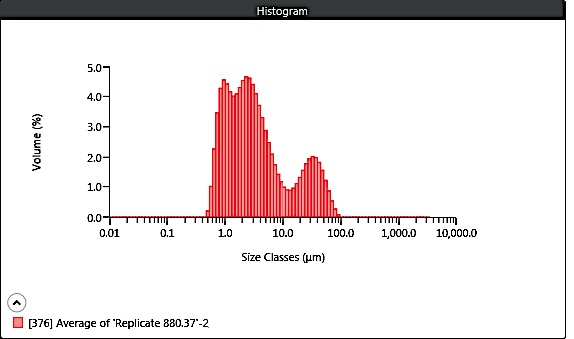 Histogram
5.0
4.0
3.0
2.0
1.0
0.0
Volume (%)
0.01 0.1 1.0 10.0 100.0 1,000.0 10,000.0
Size Classes (μm)
[376] Average of "Replicate 880.37"-2